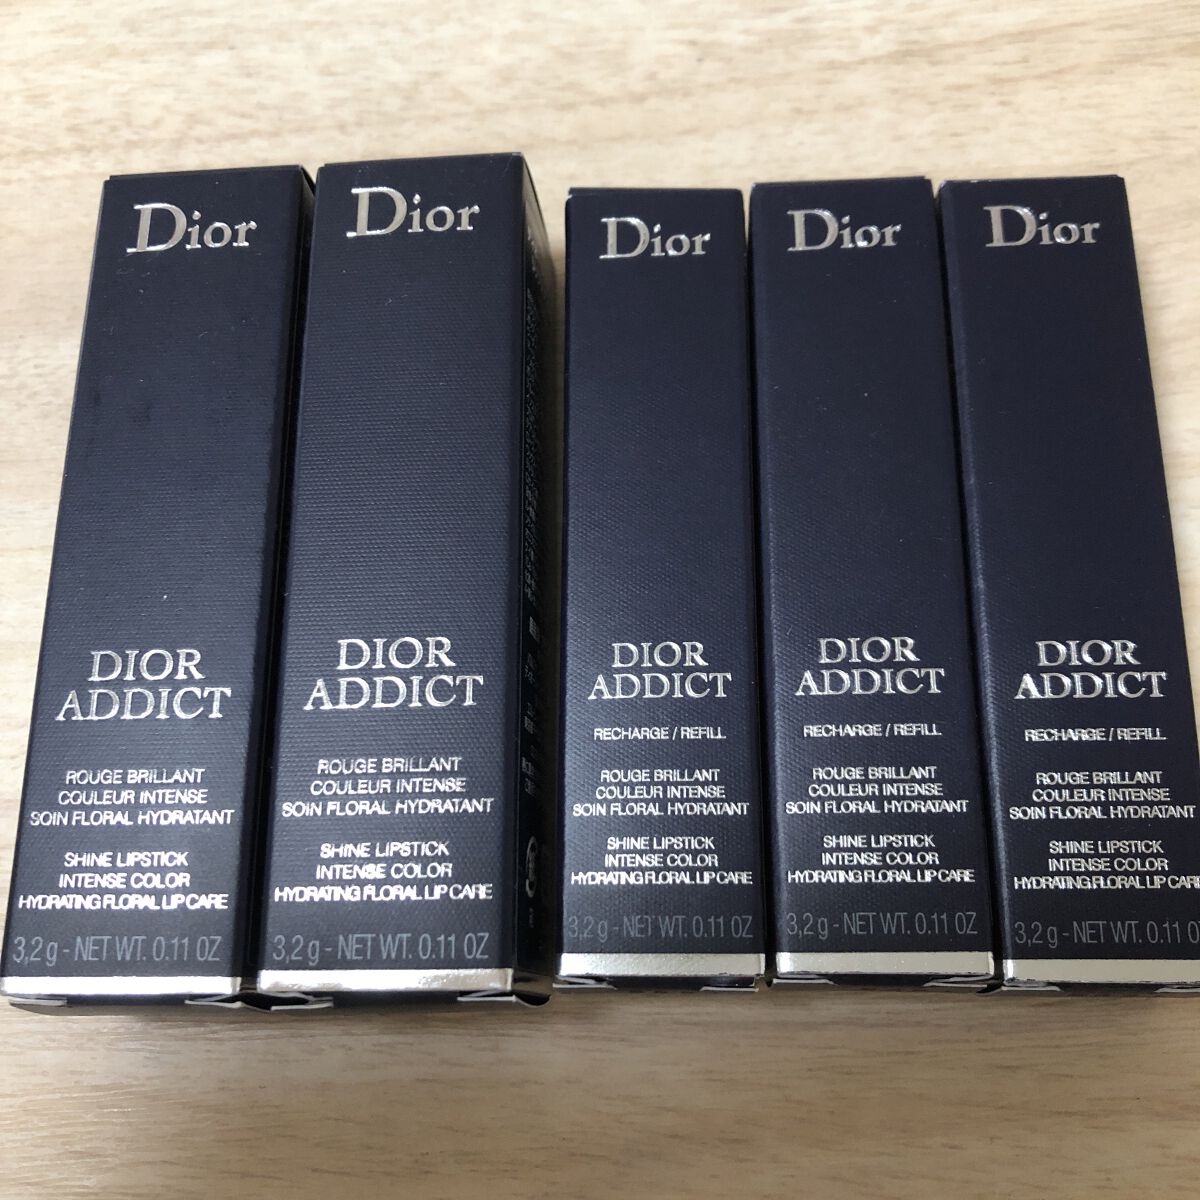 Dior
DIOR
ADDICT
ROUGE BRILLANT
COULEUR INTENSE
SOIN FLORAL HYDRATANT
SHINE LIPSTICK
INTENSE COLOR
HYDRATING FLORAL LIP CARE
3,2 g - NET WT. 0.11 OZ
Dior
DIOR
ADDICT
ROUGE BRILLANT
COULEUR INTENSE
SOIN FLORAL HYDRATANT
SHINE LIPSTICK
INTENSE COLOR
HYDRATING FLORAL LIP CARE
3,2 g - NET WT. 0.11 OZ
Dior
DIOR
ADDICT
RECHARGE / REFILL
ROUGE BRILLANT
COULEUR INTENSE
SOIN FLORAL HYDRATANT
SHINE LIPSTICK
INTENSE COLOR
HYDRATING FLORAL LIP CARE
3,2 g - NET WT. 0.11 OZ
Dior
DIOR
ADDICT
RECHARGE / REFILL
ROUGE BRILLANT
COULEUR INTENSE
SOIN FLORAL HYDRATANT
SHINE LIPSTICK
INTENSE COLOR
HYDRATING FLORAL LIP CARE
3,2 g - NET WT. 0.11 OZ
Dior
DIOR
ADDICT
RECHARGE / REFILL
ROUGE BRILLANT
COULEUR INTENSE
SOIN FLORAL HYDRATANT
SHINE LIPSTICK
INTENSE COLOR
HYDRATING FLORAL LIP CARE
3,2 g - NET WT. 0.11 O